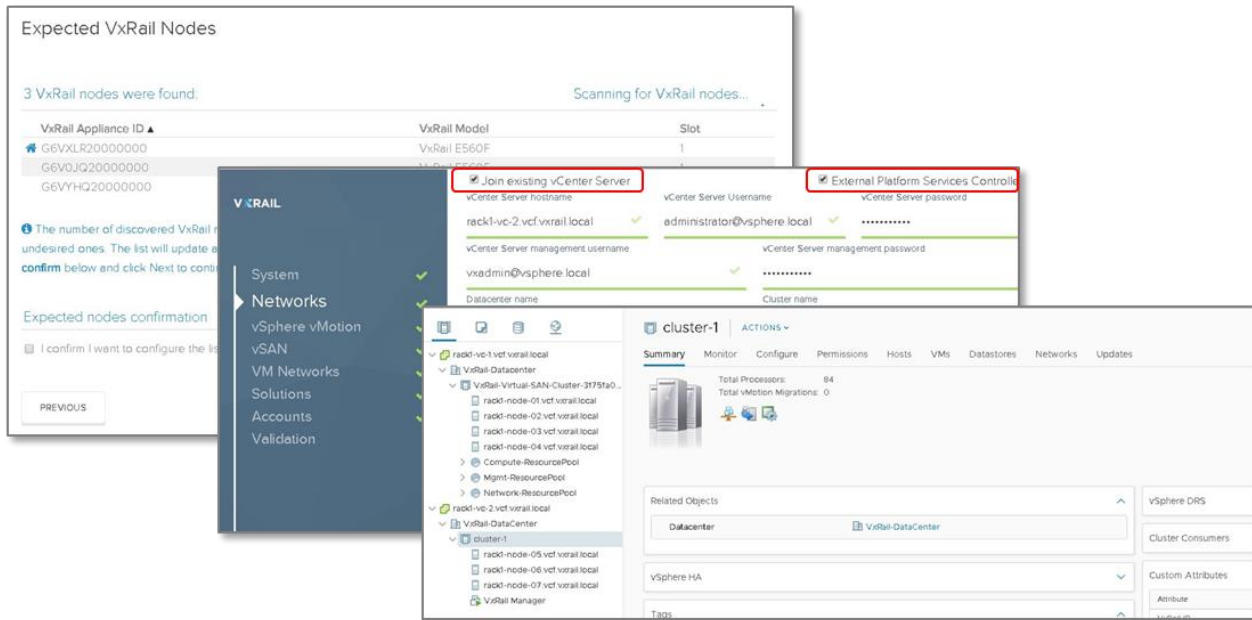 Expected VxRail Nodes
3 VxRail nodes were found:
Scanning for VxRail nodes...
VxRail Appliance ID ▲ VxRail Model Slot
G6VXLR20000000 VxRail E560F 1
G6V0JQ20000000
G6VYHQ20000000
The number of discovered VxRail
undesired ones. The list will update
confirm below and click Next to
Expected nodes confirmation
I confirm I want to configure the
PREVIOUS
VXRAIL
System
Networks
vSphere vMotion
vSAN
VM Networks
Solutions
Accounts
Validation
Join existing vCenter Server
External Platform Services
vCenter Server hostname vCenter Server Username vCenter Server password
rack1-vc-2.vcf.vxrail.local administrator@vsphere.local •••••••••••
vCenter Server management username vCenter Server management password
vxadmin@vsphere.local •••••••••••
Datacenter name Cluster name
rack1-vc-1.vcf.vxrail.local
VxRail-Datacenter
VxRail-Virtual-SAN-Cluster-3f75fa0...
rack1-node-01.vcf.vxrail.local
rack1-node-02.vcf.vxrail.local
rack1-node-03.vcf.vxrail.local
rack1-node-04.vcf.vxrail.local
Compute-ResourcePool
Mgmt-ResourcePool
Network-ResourcePool
rack1-vc-2.vcf.vxrail.local
VxRail-DataCenter
cluster-1
rack1-node-05.vcf.vxrail.local
rack1-node-06.vcf.vxrail.local
rack1-node-07.vcf.vxrail.local
VxRail Manager
cluster-1 ACTIONS
Summary Monitor Configure Permissions Hosts VMs Datastores Networks Updates
Total Processors: 84
Total vMotion Migrations: 0
Related Objects
Datacenter VxRail-DataCenter
vSphere HA
Tags
vSphere DRS
Cluster Consumers
Custom Attributes
Attribute